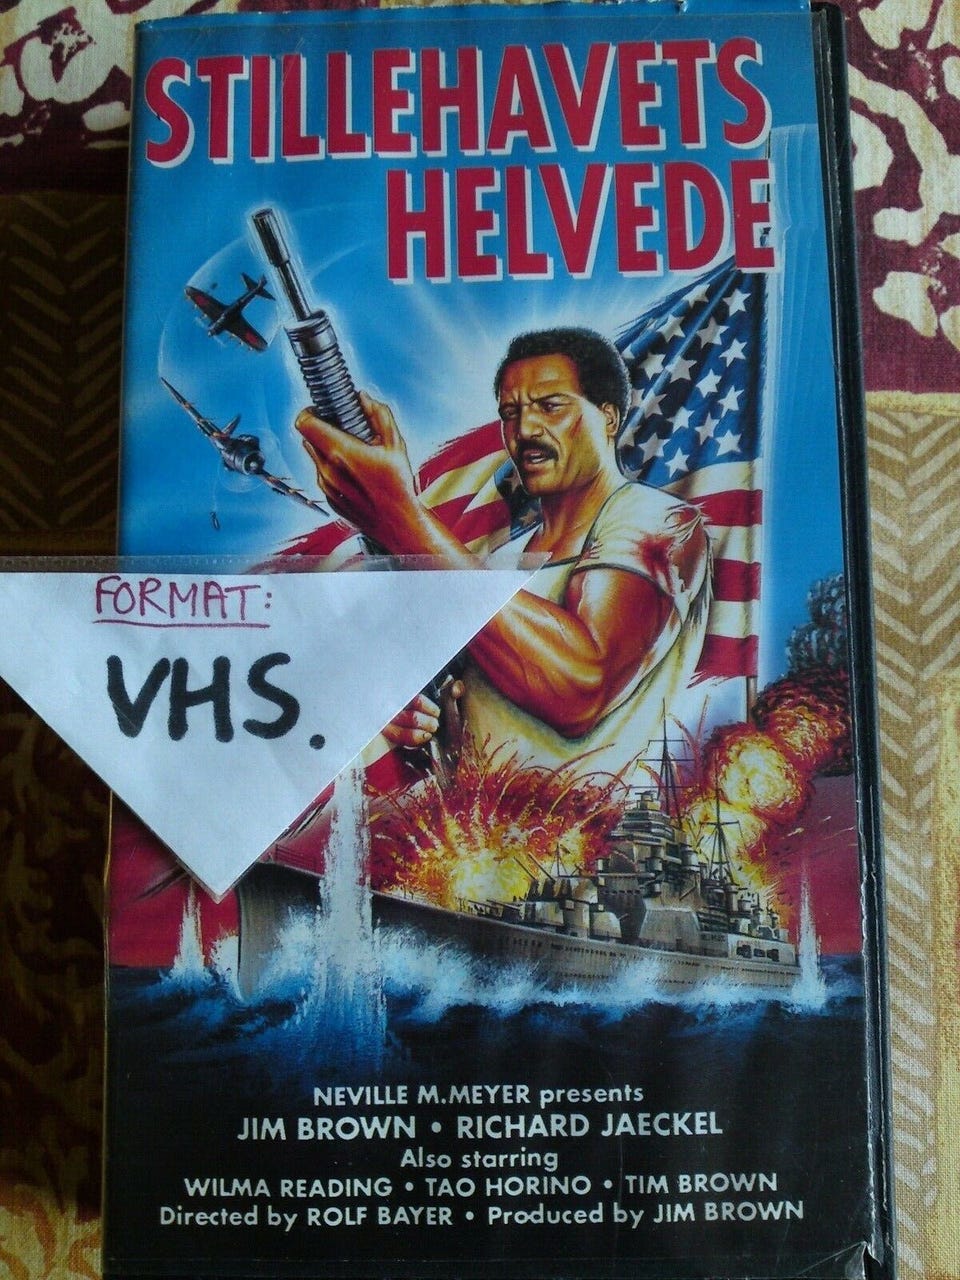 STILLEHAVETS
HELVEDE
FORMAT:
VHS.
NEVILLE M.MEYER presents
JIM BROWN • RICHARD JAECKEL
Also starring
WILMA READING • TAO HORINO • TIM BROWN
Directed by ROLF BAYER • Produced by JIM BROWN